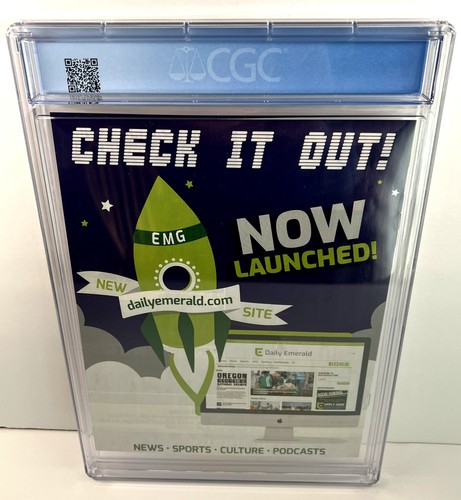 CGC
CHECK IT OUT!
EMG
NOW
LAUNCHED!
NEW
dailyemerald.com
SITE
Daily Emerald
OREGON
NEWS • SPORTS • CULTURE • PODCASTS